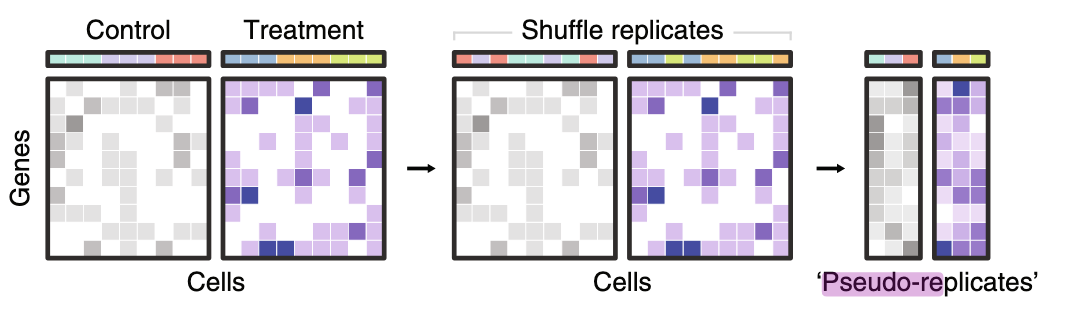 Control
Treatment
Shuffle replicates
Genes
Cells
Cells
‘Pseudo-replicates’